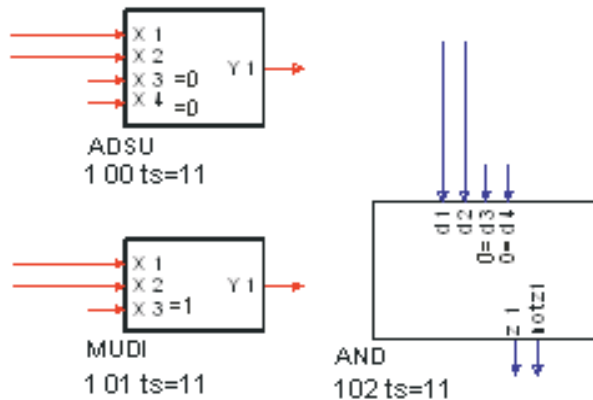 X 1
X 2
X 3 =0
X 4 =0
Y 1
ADSU
1 00 ts=11
X 1
X 2
X 3 =1
Y 1
MUDI
1 01 ts=11
d1
d2
0=d3
0=d4
z 1
notz1
AND
102 ts=11